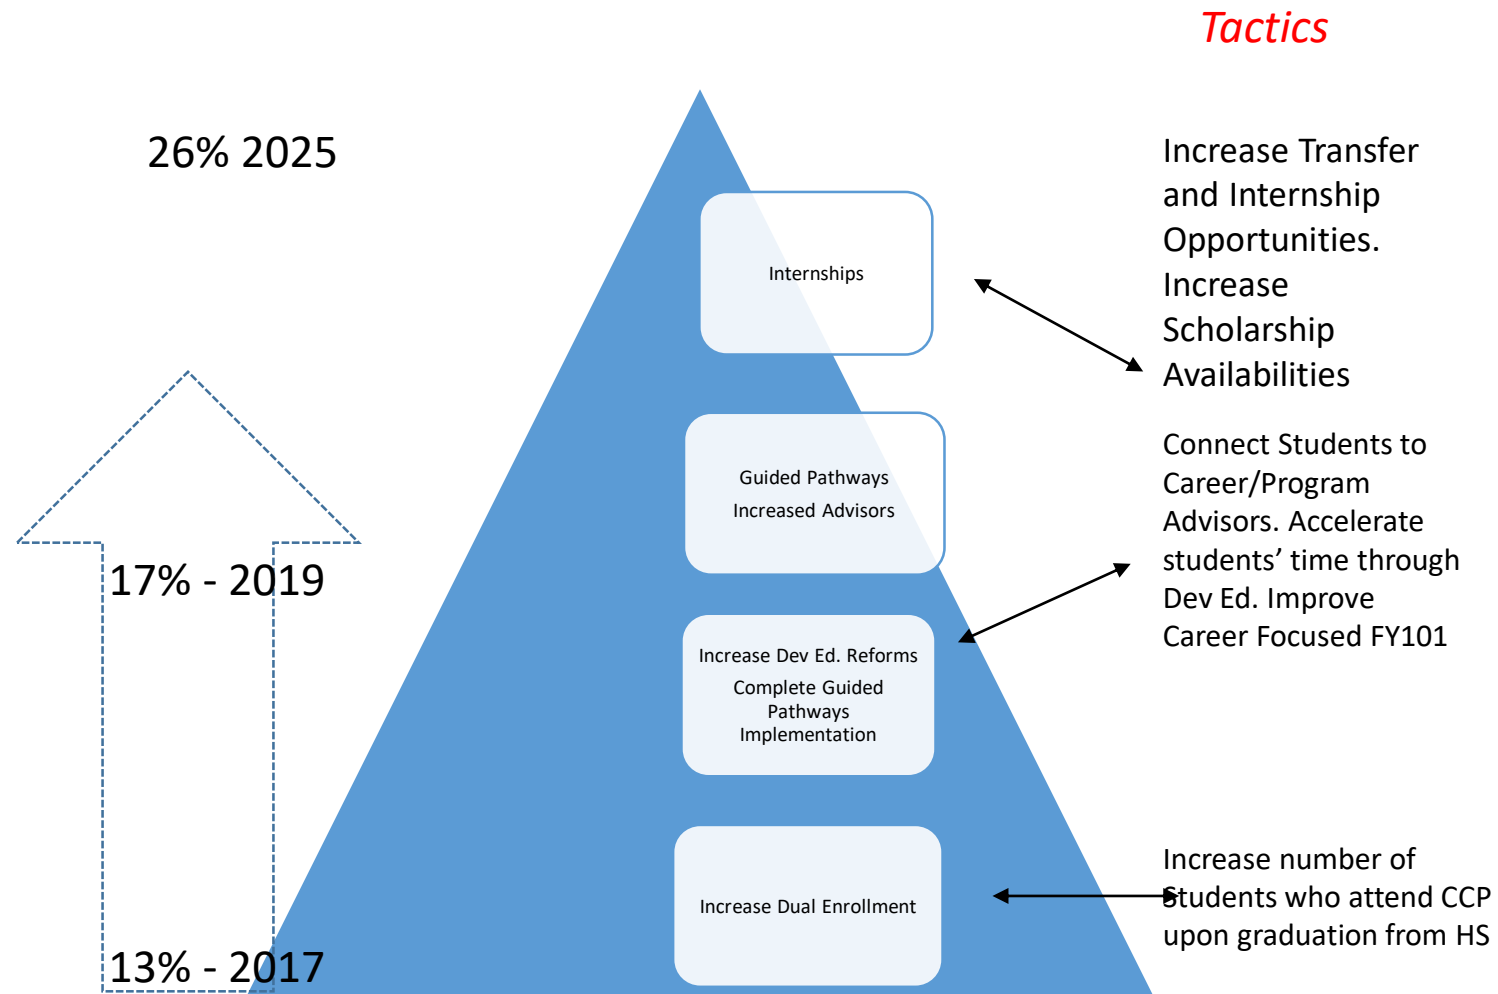 Tactics
26% 2025
17% - 2019
13% - 2017
Internships
Guided Pathways
Increased Advisors
Increase Dev Ed. Reforms
Complete Guided
Pathways
Implementation
Increase Dual Enrollment
Increase Transfer
and Internship
Opportunities.
Increase
Scholarship
Availabilities
Connect Students to
Career/Program
Advisors. Accelerate
students’ time through
Dev Ed. Improve
Career Focused FY101
Increase number of
Students who attend CCP
upon graduation from HS